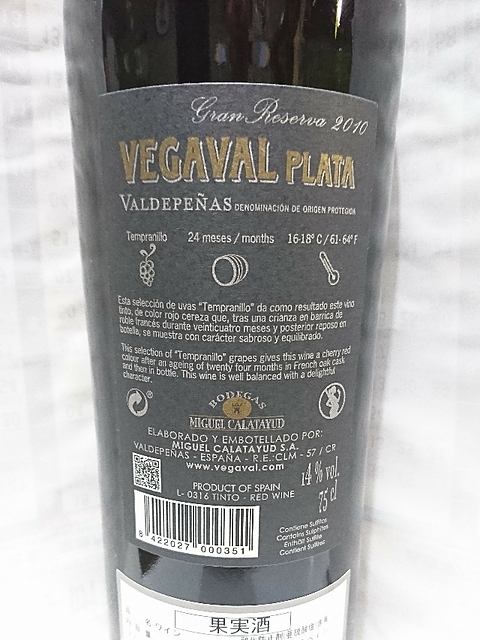 Gran Reserva 2010
VEGAVAL PLATA
VALDEPEÑAS DENOMINACIÓN DE ORIGEN PROTEGIDA
Tempranillo 24 meses / months 16-18º C / 61- 64º F
Esta selección de uvas "Tempranillo" da como resultado este vino
tinto, de color rojo cereza que, tras una crianza en barrica de
roble francés durante veinticuatro meses y posterior reposo en
botella, se muestra con carácter sabroso y equilibrado.
This selection of "Tempranillo" grapes gives this wine a cherry red
colour after an ageing of twenty four months in French oak cask
and then in bottle. This wine is well balanced with a delightful
character.
BODEGAS
MIGUEL CALATAYUD
ELABORADO Y EMBOTELLADO POR:
MIGUEL CALATAYUD S.A.
VALDEPEÑAS - ESPAÑA - R.E.:CLM - 57 / CR
www.vegaval.com
14 % vol.
75 cl
PRODUCT OF SPAIN
L- 0316 TINTO - RED WINE
8 422027 000351
Contiene Sulfitos
Contains Sulphites
Enthält Sulfite
Contient Sulfites
名 ワイン 果実酒